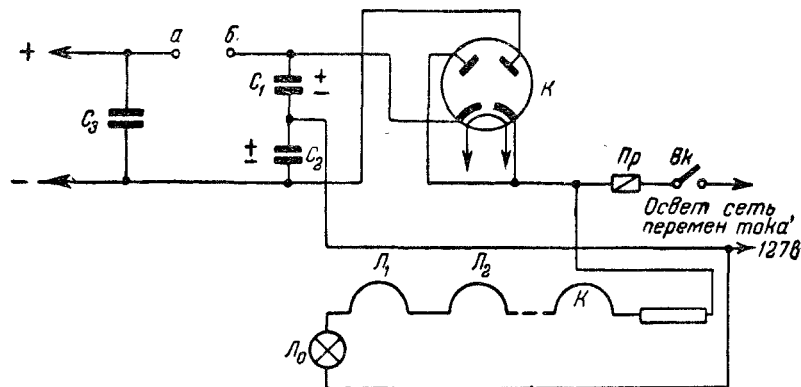 +
а
б.
C₁
+
−
К
C₃
+
−
C₂
−
Пр
Вк
Освет сеть
перемен тока'
127в
Л₁
Л₂
К
Л₀